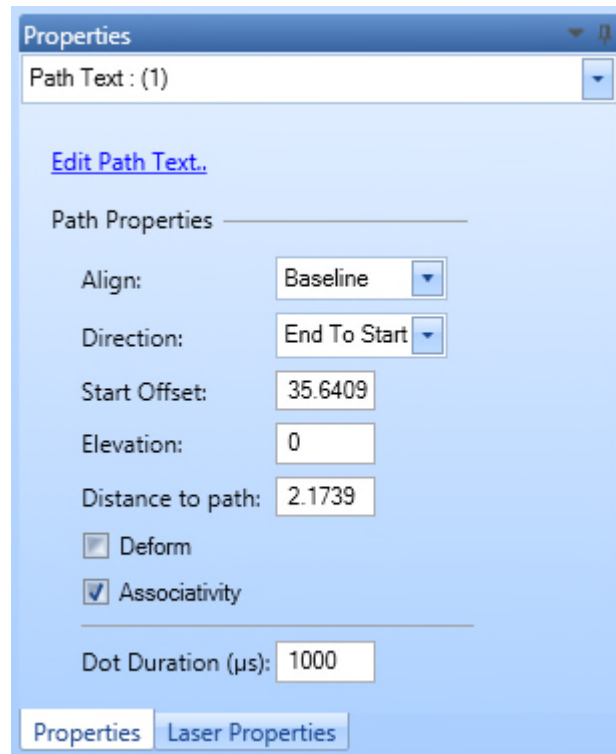 Properties
Path Text : (1)
Edit Path Text..
Path Properties
Align: Baseline
Direction: End To Start
Start Offset: 35.6409
Elevation: 0
Distance to path: 2.1739
Deform
Associativity
Dot Duration (µs): 1000
Properties Laser Properties